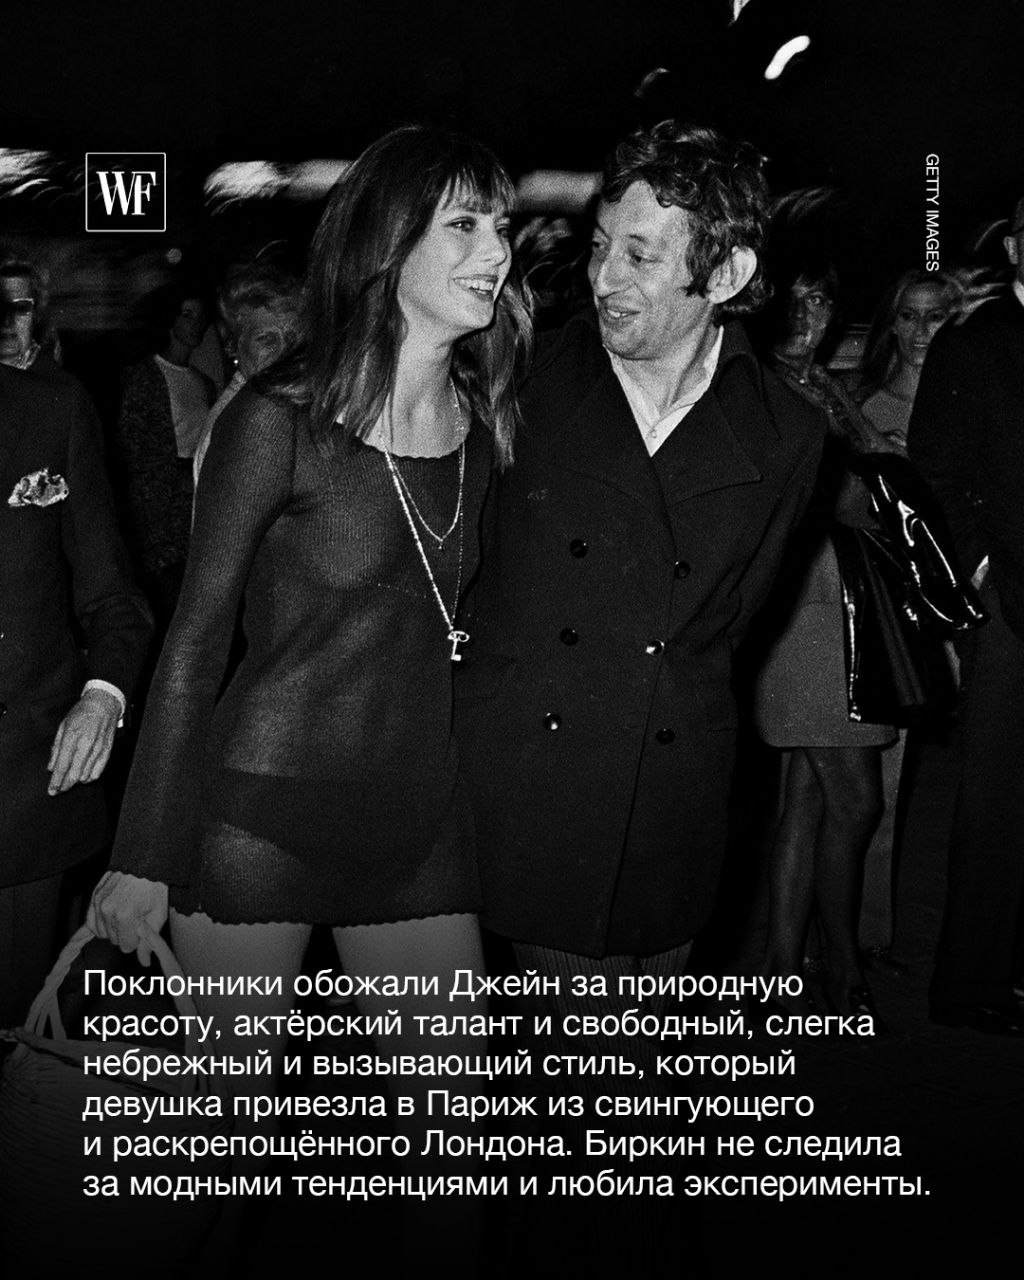 WF
GETTY IMAGES
Поклонники обожали Джейн за природную
красоту, актёрский талант и свободный, слегка
небрежный и вызывающий стиль, который
девушка привезла в Париж из свингующего
и раскрепощённого Лондона. Биркин не следила
за модными тенденциями и любила эксперименты.